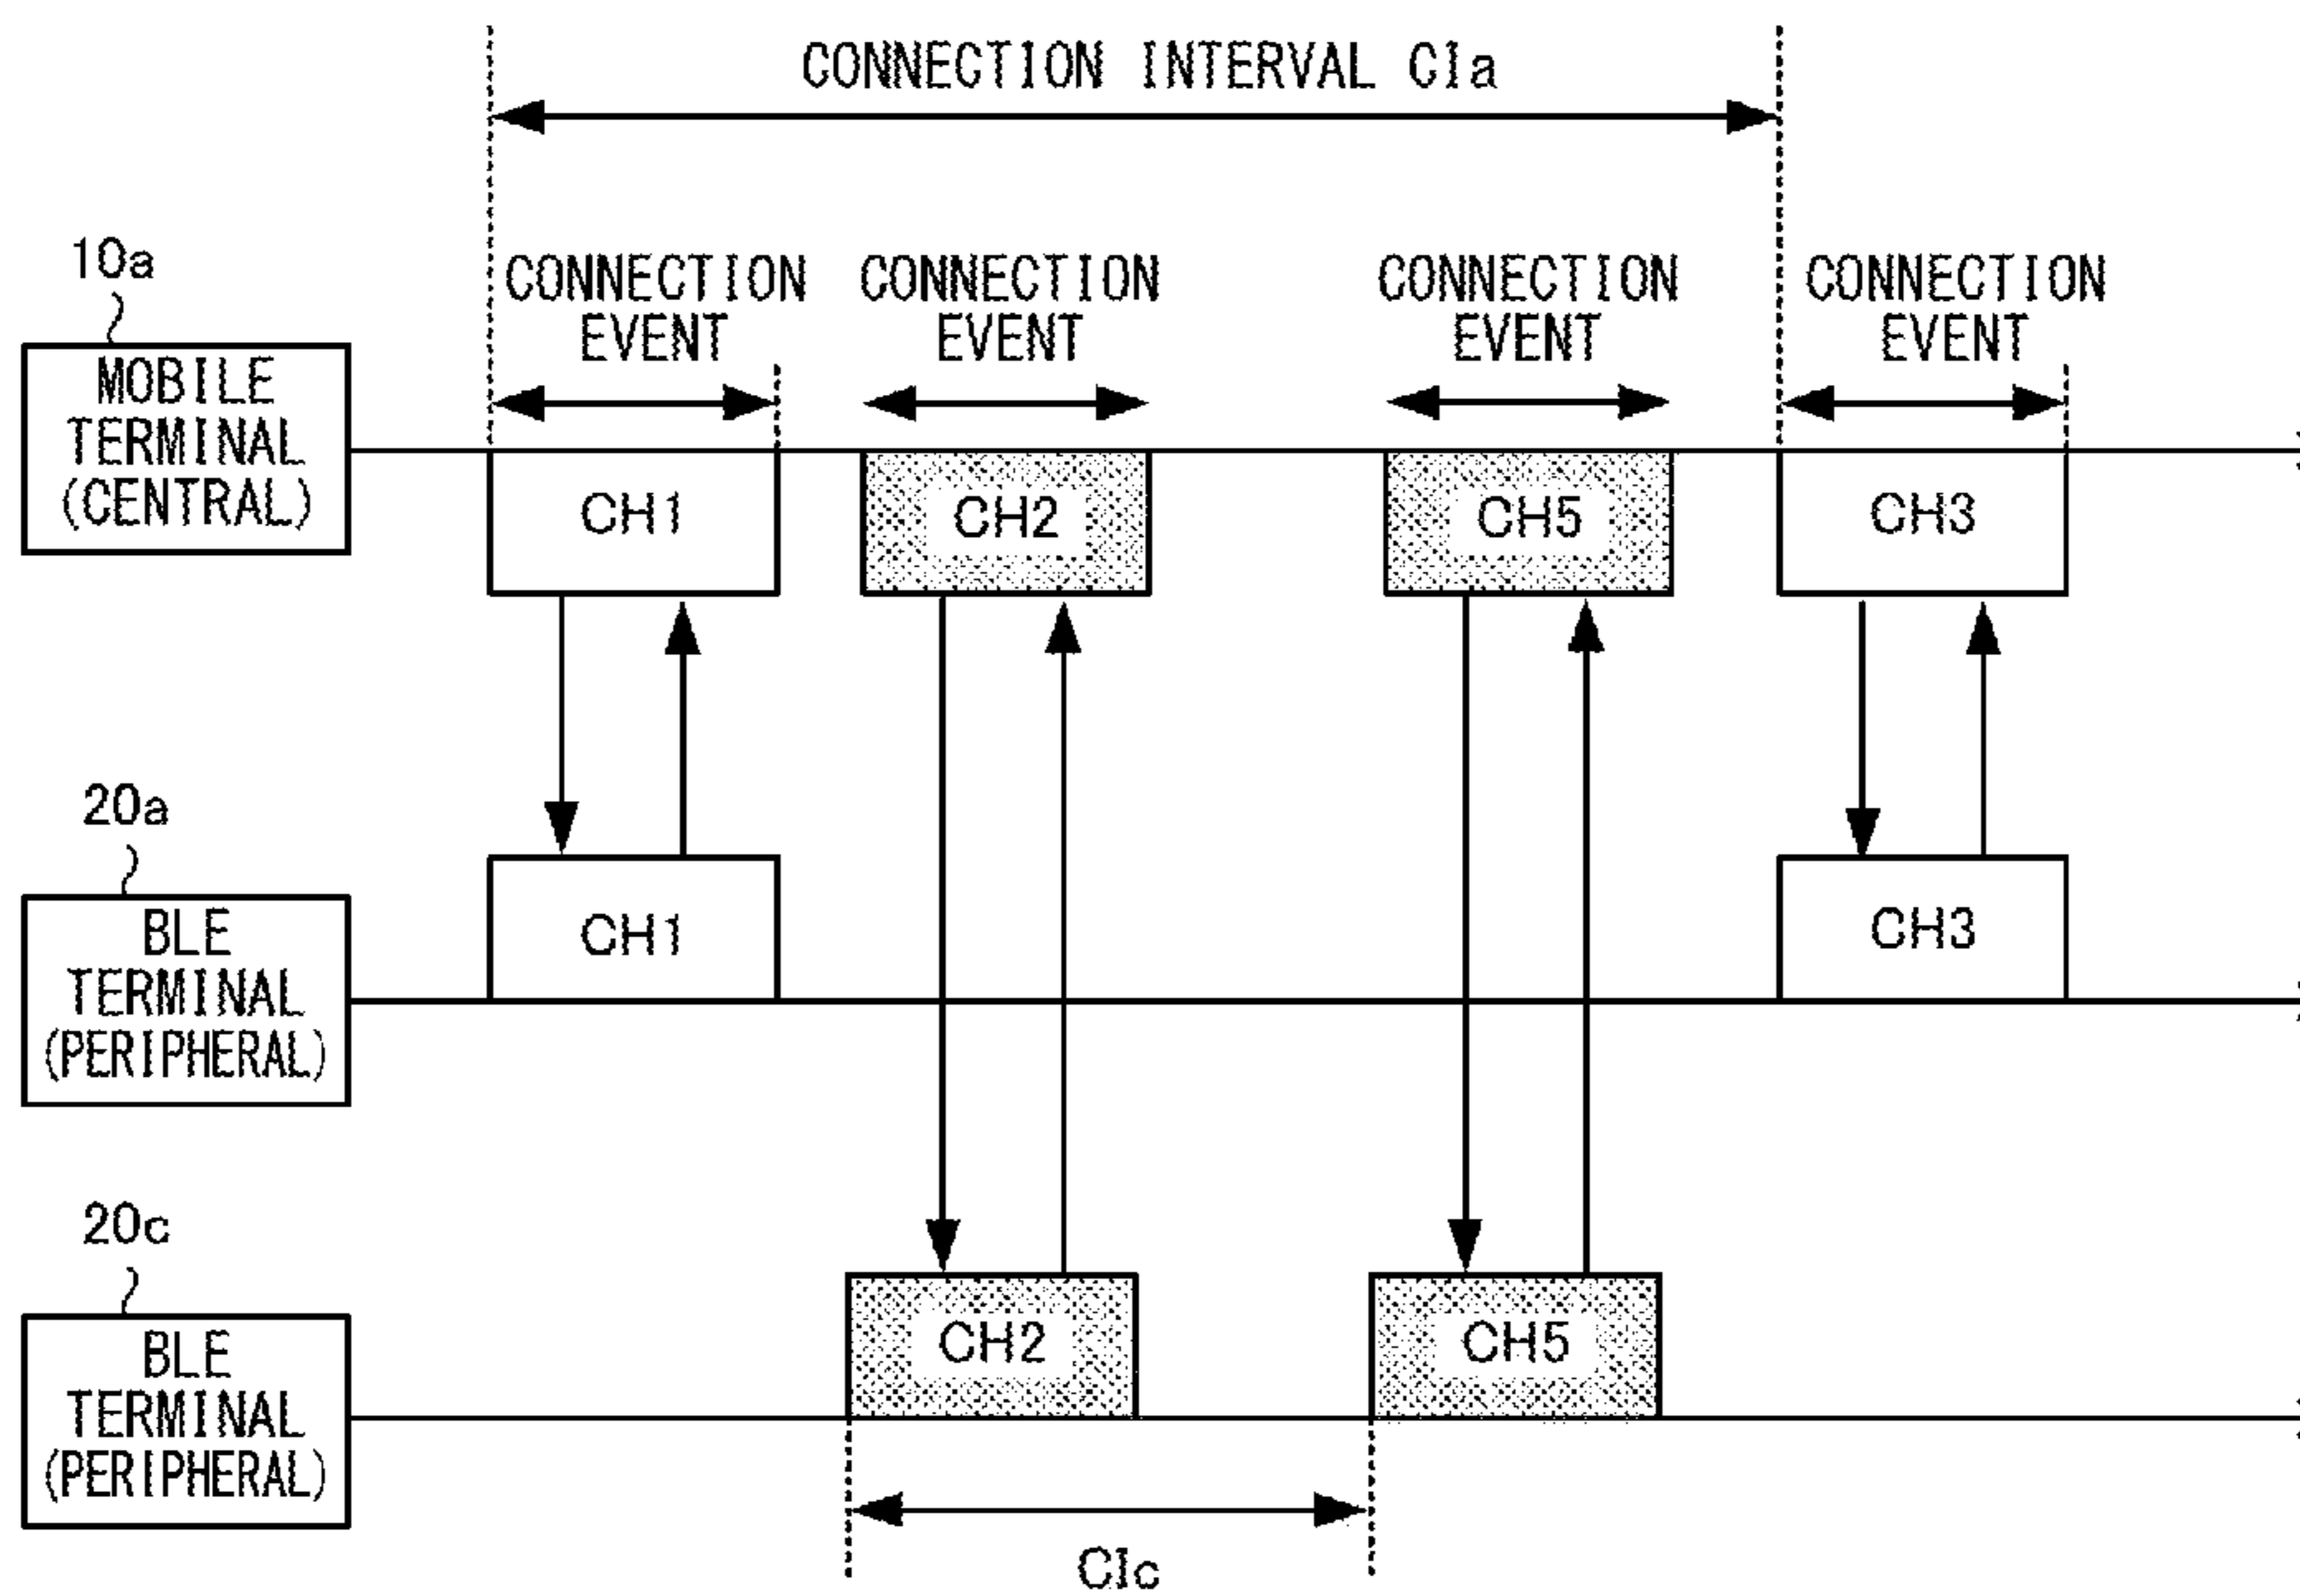 CONNECTION INTERVAL CIa
10a
CONNECTION
EVENT
CONNECTION
EVENT
CONNECTION
EVENT
CONNECTION
EVENT
MOBILE
TERMINAL
(CENTRAL)
CH1
CH2
CH5
CH3
20a
BLE
TERMINAL
(PERIPHERAL)
CH1
CH3
20c
BLE
TERMINAL
(PERIPHERAL)
CH2
CH5
CIc